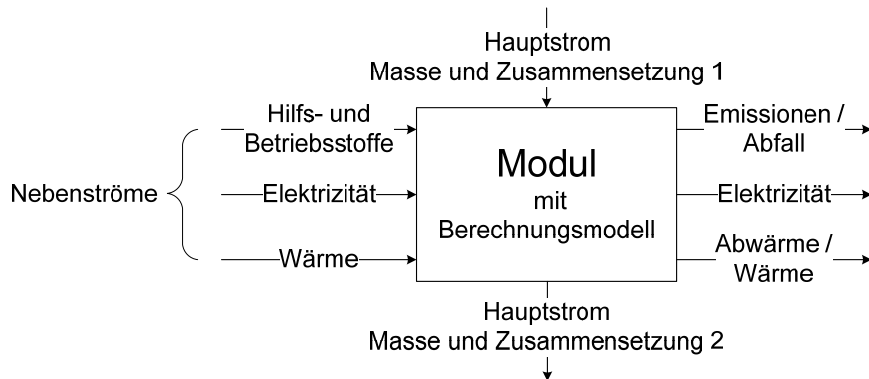 Hauptstrom
Masse und Zusammensetzung 1
Nebenströme
Hilfs- und
Betriebsstoffe
Elektrizität
Wärme
Modul
mit
Berechnungsmodell
Emissionen /
Abfall
Elektrizität
Abwärme /
Wärme
Hauptstrom
Masse und Zusammensetzung 2